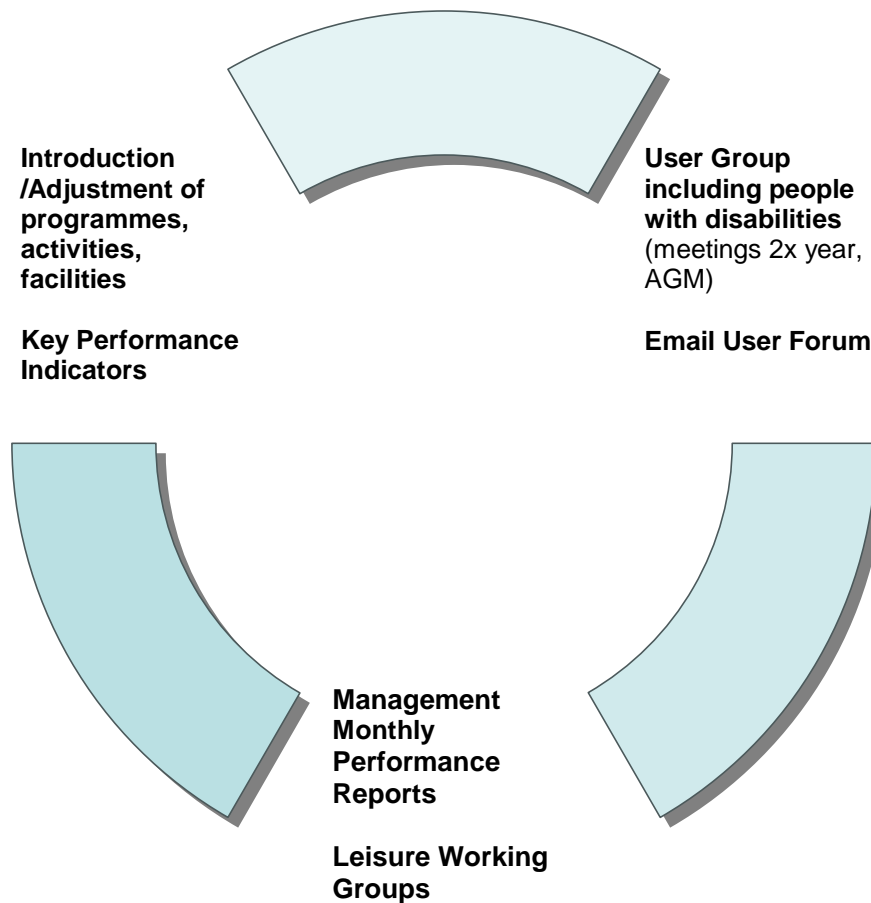 Introduction
/Adjustment of
programmes,
activities,
facilities
Key Performance
Indicators
User Group
including people
with disabilities
(meetings 2x year,
AGM)
Email User Forum
Management
Monthly
Performance
Reports
Leisure Working
Groups